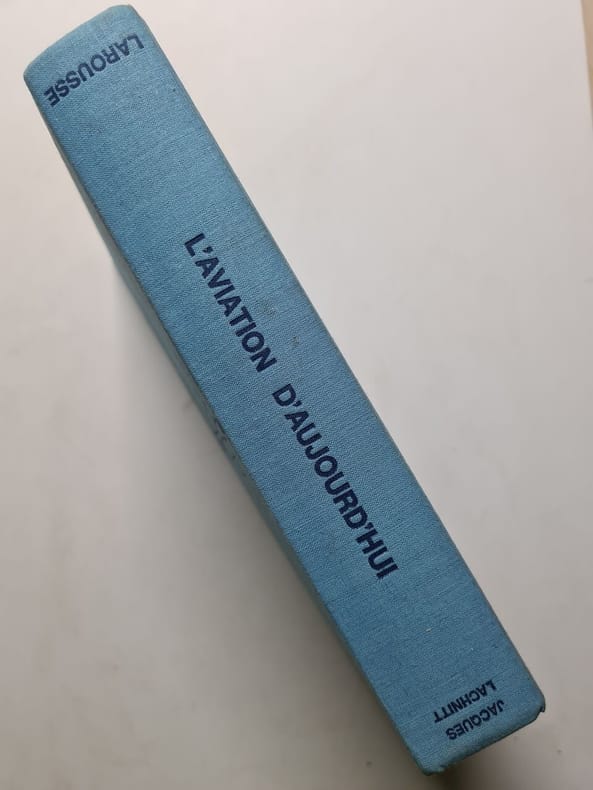 LAROUSSE
L'AVIATION D'AUJOURD'HUI
JACQUES
LACHNITT